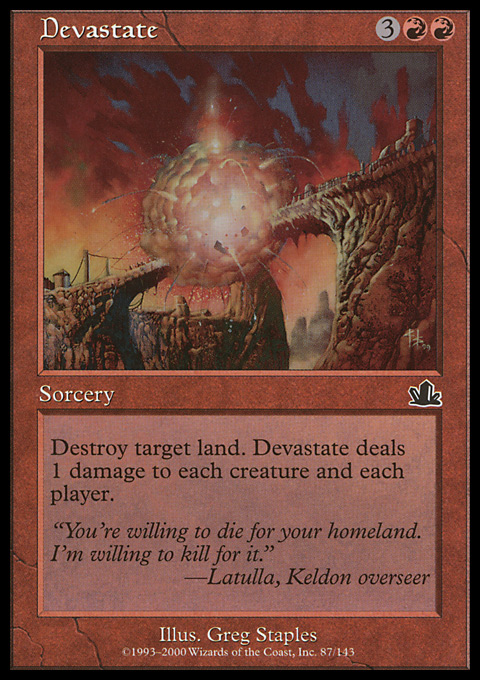 Devastate 3
Sorcery
Destroy target land. Devastate deals
1 damage to each creature and each
player.
“You’re willing to die for your homeland.
I’m willing to kill for it.”
—Latulla, Keldon overseer
Illus. Greg Staples
©1993–2000 Wizards of the Coast, Inc. 87/143